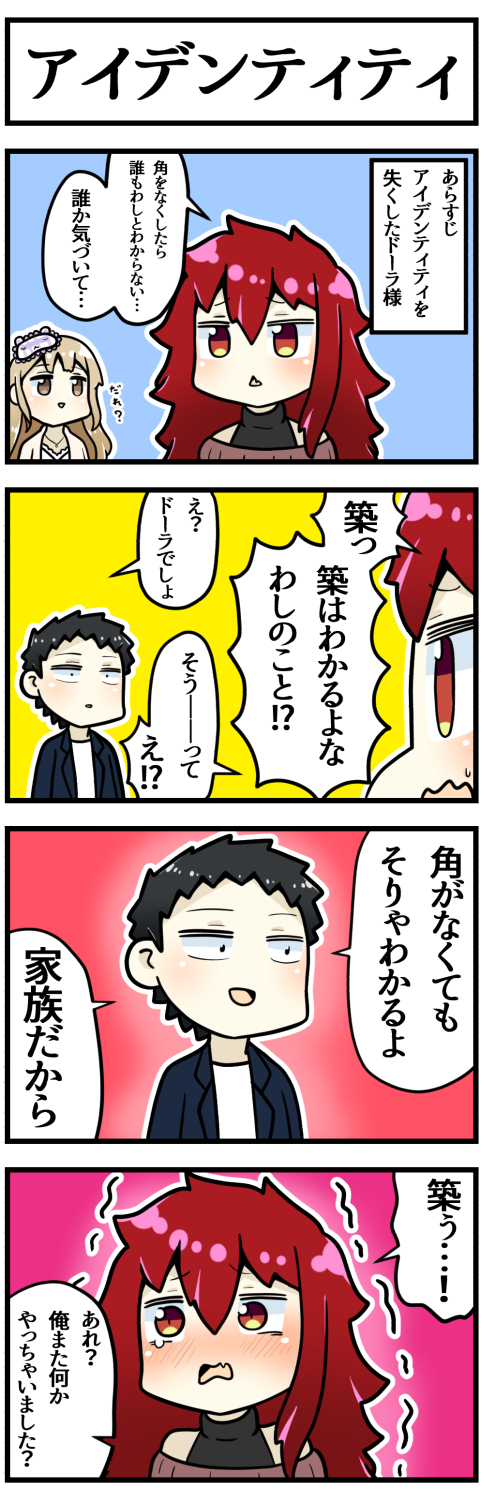 アイデンティティ
あらすじ
アイデンティティを
失くしたドーラ様
角をなくしたら
誰もわしとわからない…
誰か気づいて…
だれ？
築っ
築はわかるよな
わしのこと!?
え？
ドーラでしょ
そう――って
え!?
角がなくても
そりゃわかるよ
家族だから
築ぅ…！
あれ？
俺また何か
やっちゃいました？